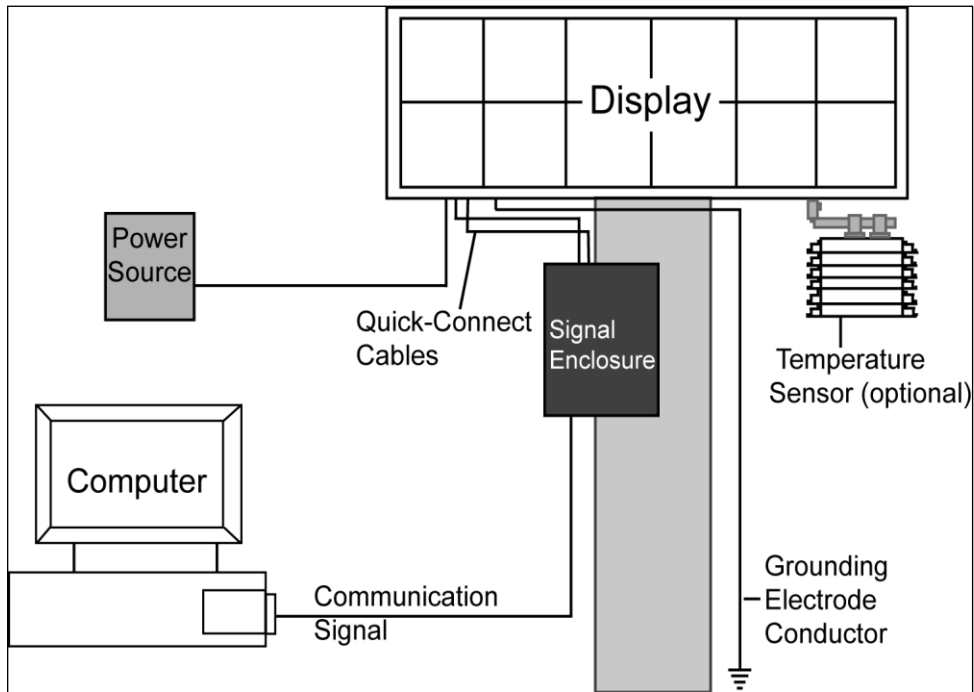 Display
Power
Source
Quick-Connect
Cables
Signal
Enclosure
Temperature
Sensor (optional)
Computer
Communication
Signal
Grounding
Electrode
Conductor